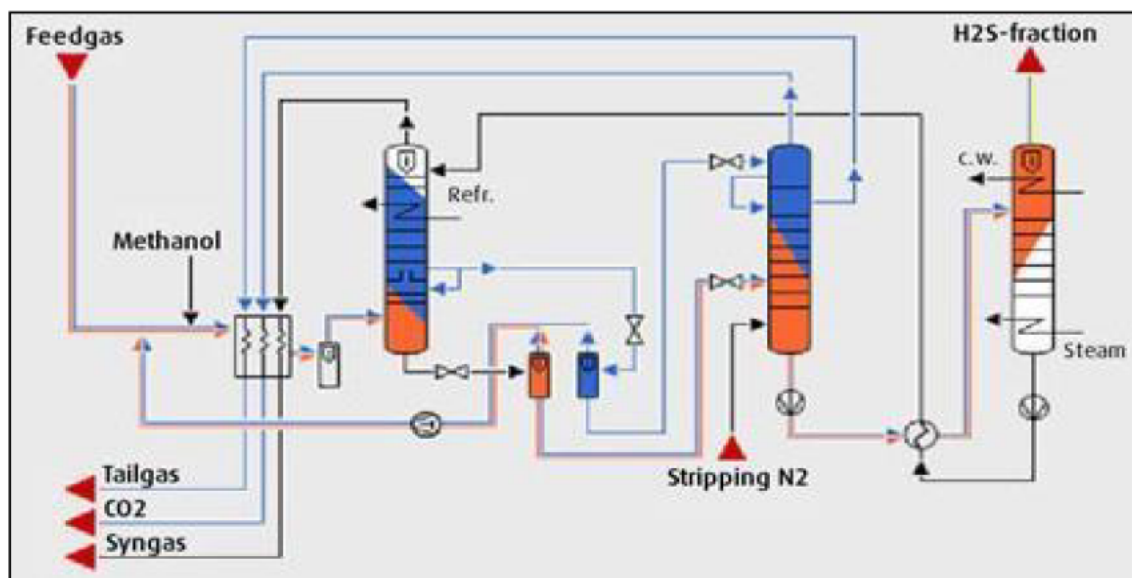 Feedgas
H2S-fraction
c.w.
Refr.
Methanol
Steam
Stripping N2
Tailgas
CO2
Syngas